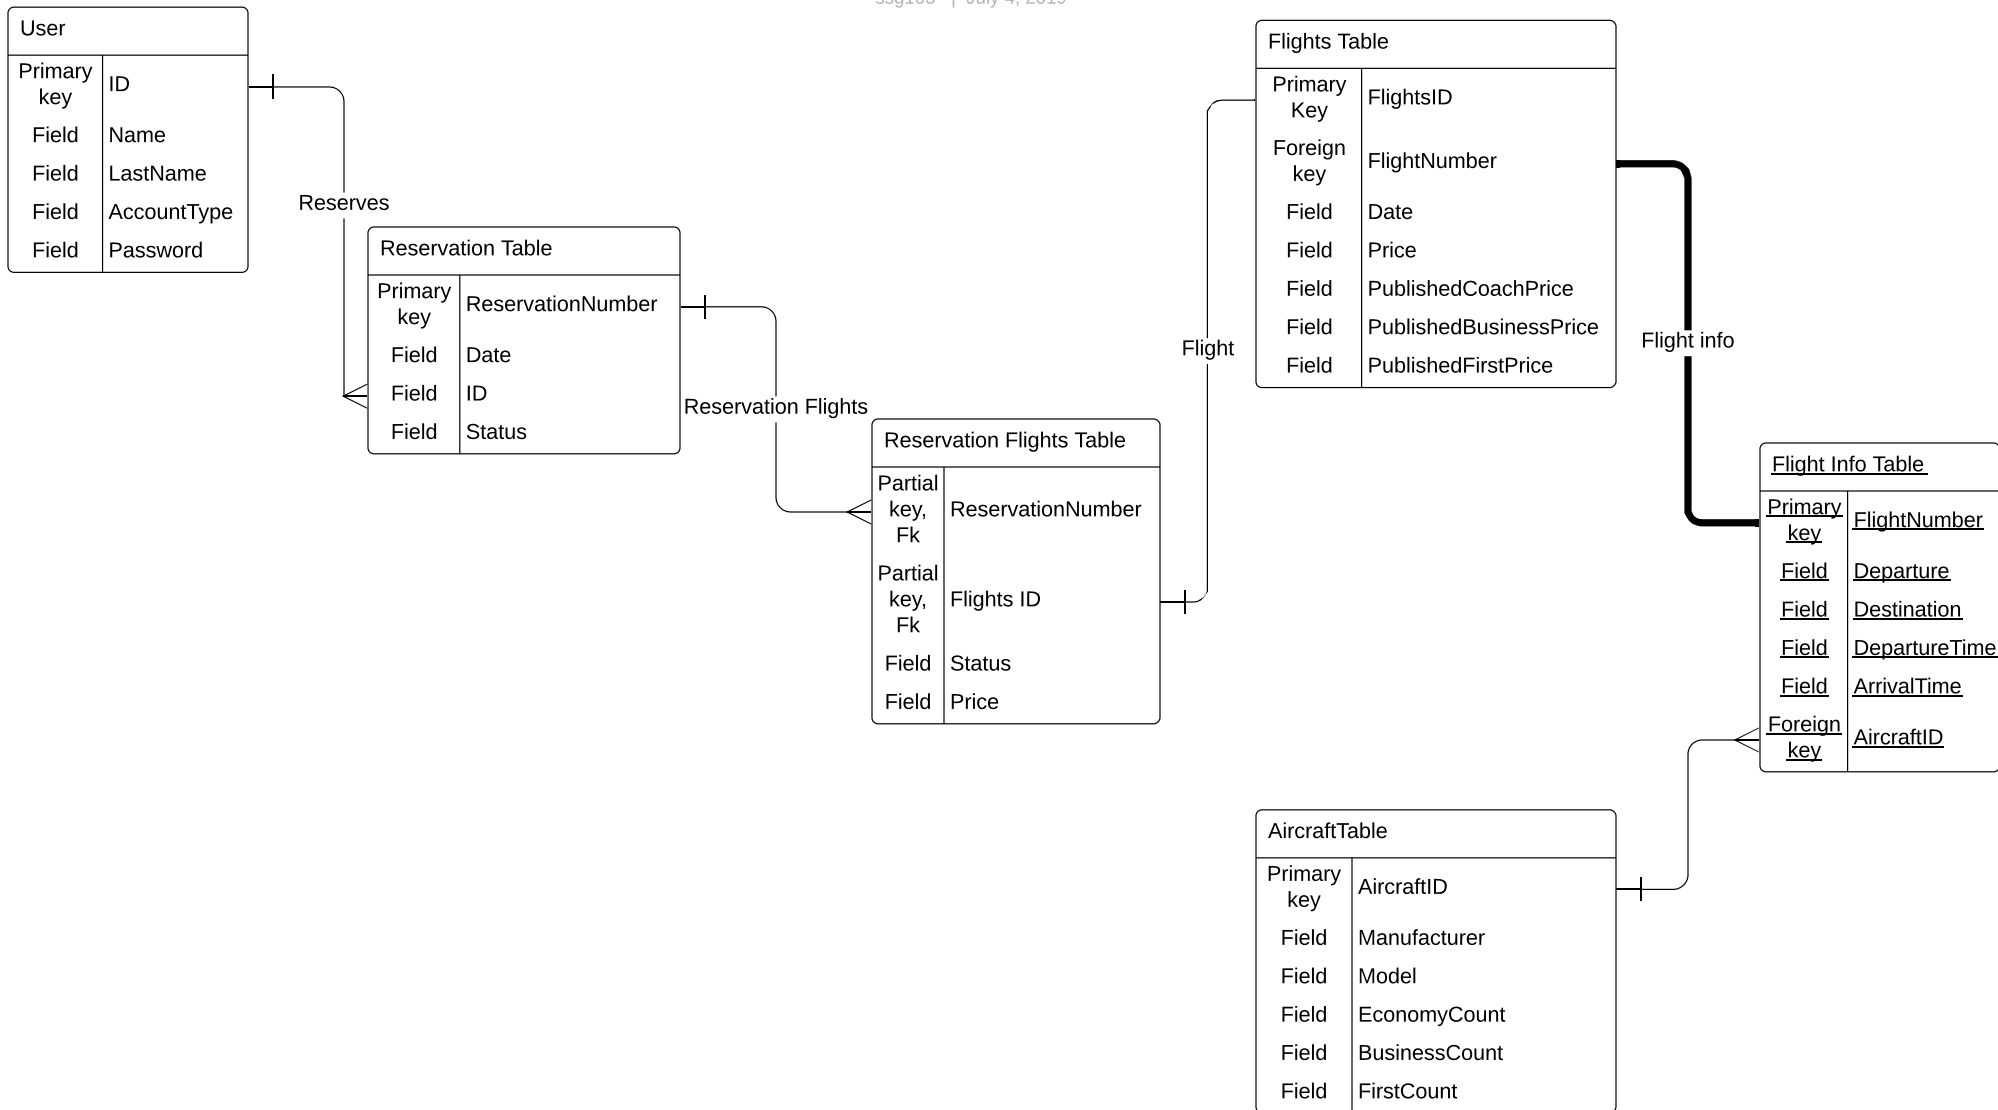 July 4, 2019
User
Primary key ID
Field Name
Field LastName
Field AccountType
Field Password
Reserves
Reservation Table
Primary key ReservationNumber
Field Date
Field ID
Field Status
Reservation Flights
Reservation Flights Table
Partial key, Fk ReservationNumber
Partial key, Fk Flights ID
Field Status
Field Price
Flight
Flights Table
Primary Key FlightsID
Foreign key FlightNumber
Field Date
Field Price
Field PublishedCoachPrice
Field PublishedBusinessPrice
Field PublishedFirstPrice
Flight info
Flight Info Table
Primary key FlightNumber
Field Departure
Field Destination
Field DepartureTime
Field ArrivalTime
Foreign key AircraftID
AircraftTable
Primary key AircraftID
Field Manufacturer
Field Model
Field EconomyCount
Field BusinessCount
Field FirstCount